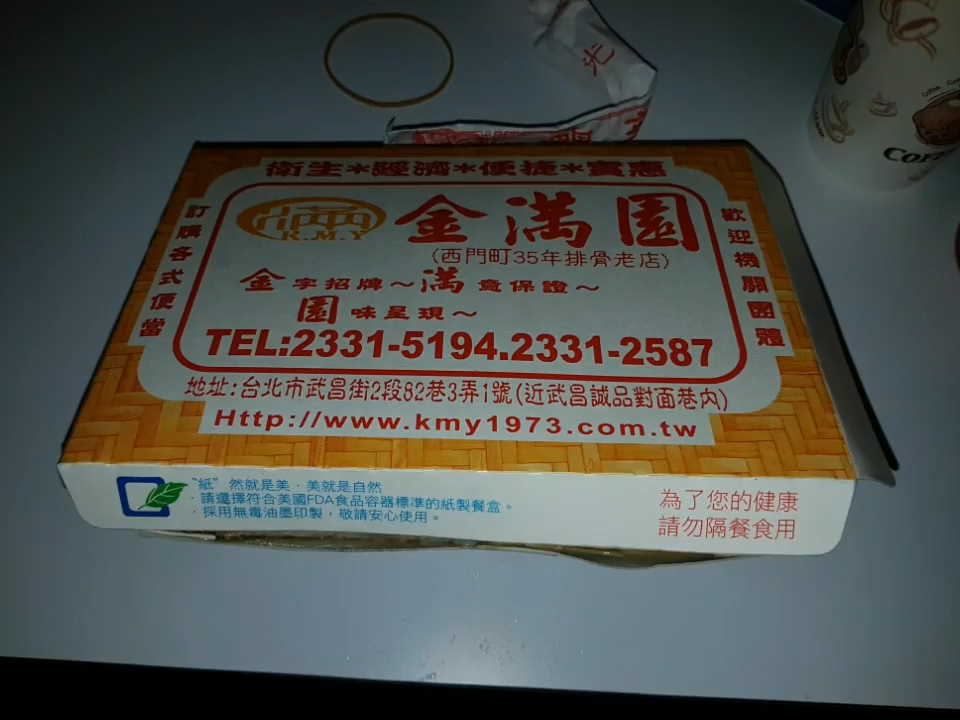 先
衛生*經濟*便捷*實惠
訂購各式便當
歡迎機關團體
K.M.Y
金滿園
(西門町35年排骨老店)
金字招牌~滿意保證~
園味呈現~
TEL:2331-5194.2331-2587
地址:台北市武昌街2段82巷3弄1號(近武昌誠品對面巷內)
Http://www.kmy1973.com.tw
"紙"然就是美.美就是自然
.請選擇符合美國FDA食品容器標準的紙製餐盒。
.採用無毒油墨印製,敬請安心使用。
為了您的健康
請勿隔餐食用